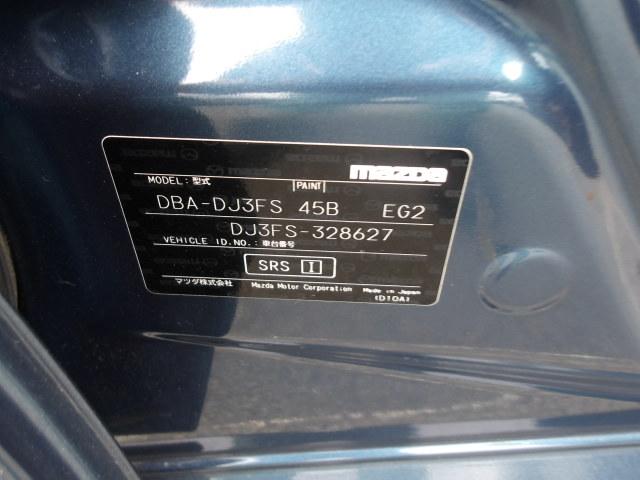 mazda
MODEL: 型式 PAINT
DBA-DJ3FS 45B EG2
DJ3FS-328627
VEHICLE ID.NO.: 車台番号
SRS I
マツダ株式会社 Mazda Motor Corporation Made in Japan
(D10A)